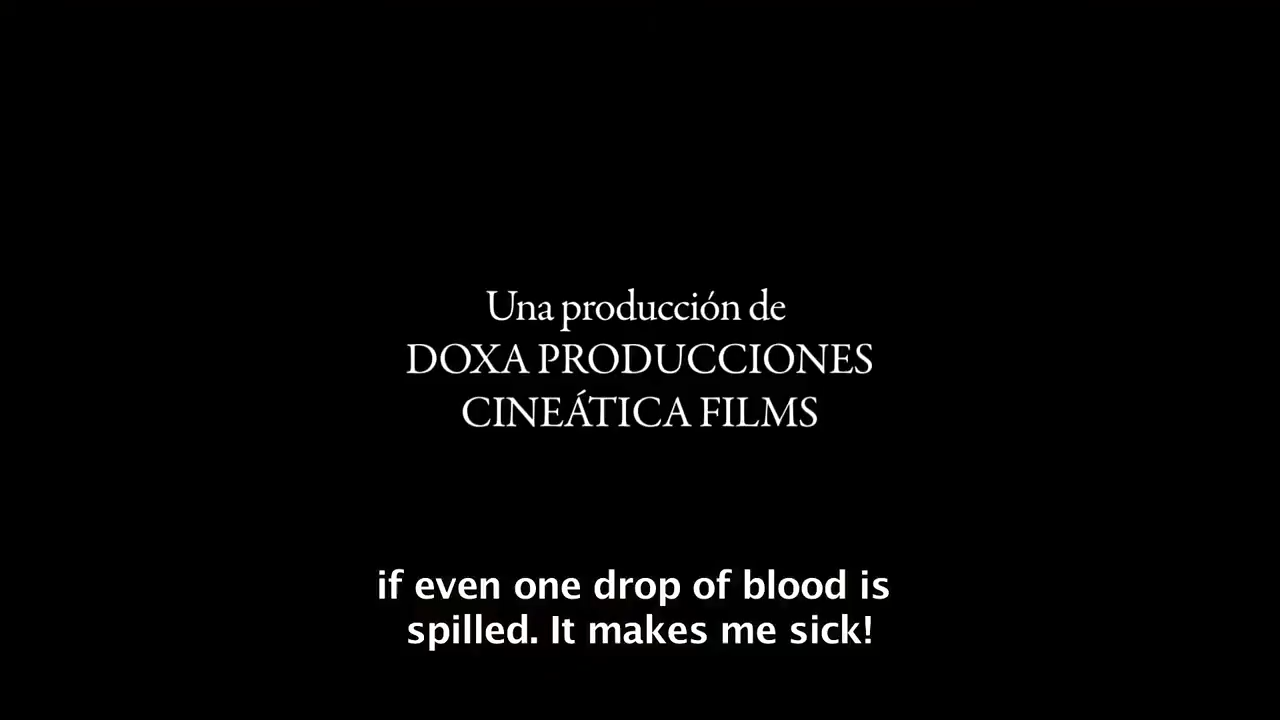 Una producción de
DOXA PRODUCCIONES
CINEÁTICA FILMS
if even one drop of blood is
spilled. It makes me sick!